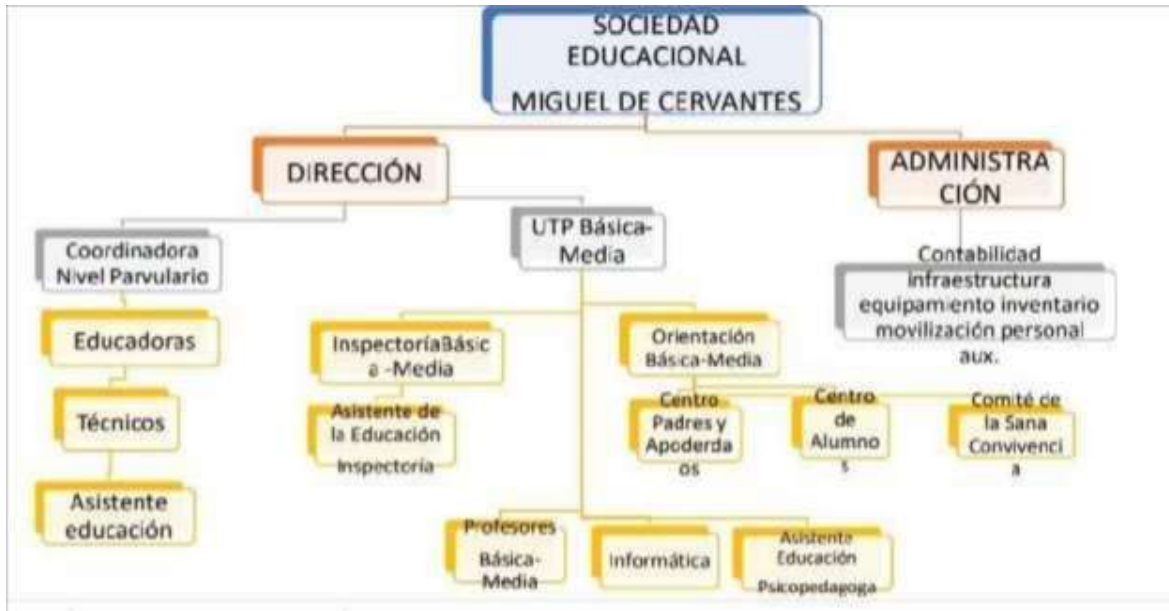 SOCIEDAD
EDUCACIONAL
MIGUEL DE CERVANTES
DIRECCIÓN
ADMINISTRA
CIÓN
Coordinadora
Nivel Parvulario
UTP Básica-
Media
Contabilidad
infraestructura
equipamiento inventario
movilización personal
aux.
Educadoras
InspectoríaBásic
a -Media
Orientación
Básica-Media
Técnicos
Asistente de
la Educación
Inspectoría
Centro
Padres y
Apoderda
os
Centro
de
Alumno
s
Comité de
la Sana
Convivenci
a
Asistente
educación
Profesores
Básica-
Media
Informática
Asistente
Educación
Psicopedagoga